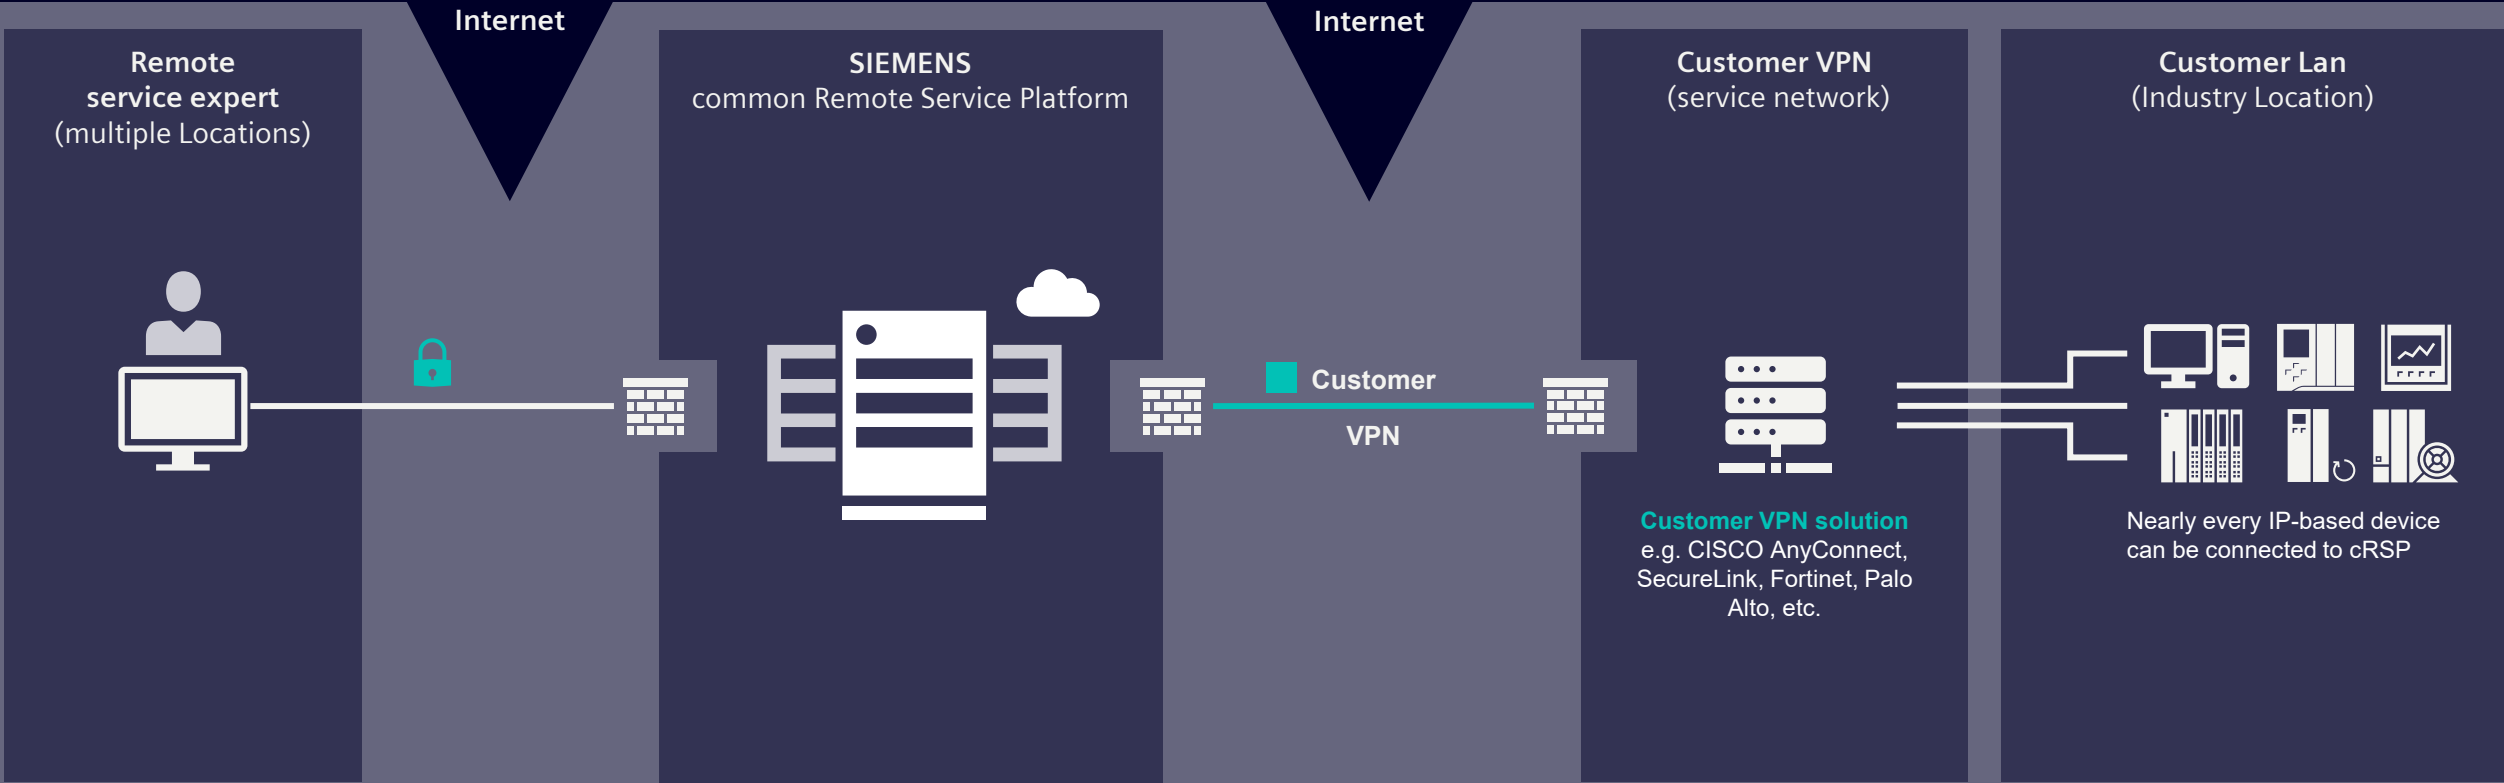 Internet
Internet
Remote
service expert
(multiple Locations)
SIEMENS
common Remote Service Platform
Customer VPN
(service network)
Customer Lan
(Industry Location)
Customer
VPN
Customer VPN solution
e.g. CISCO AnyConnect,
SecureLink, Fortinet, Palo
Alto, etc.
Nearly every IP-based device
can be connected to cRSP